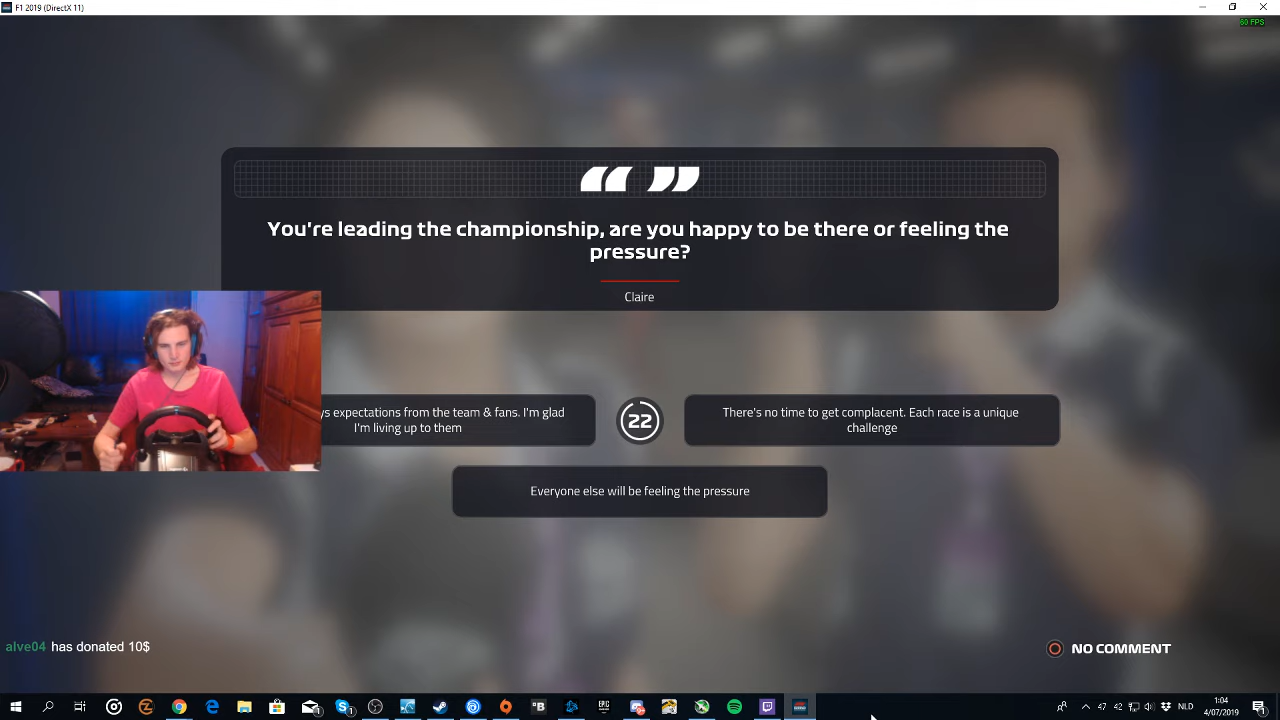 F1 2019 (DirectX 11)
60 FPS
You're leading the championship, are you happy to be there or feeling the
pressure?
Claire
expectations from the team & fans. I'm glad
I'm living up to them
22
There's no time to get complacent. Each race is a unique
challenge
Everyone else will be feeling the pressure
alve04 has donated 10$
NO COMMENT
EPIC
47 42 NLD
1:04
4/07/2019